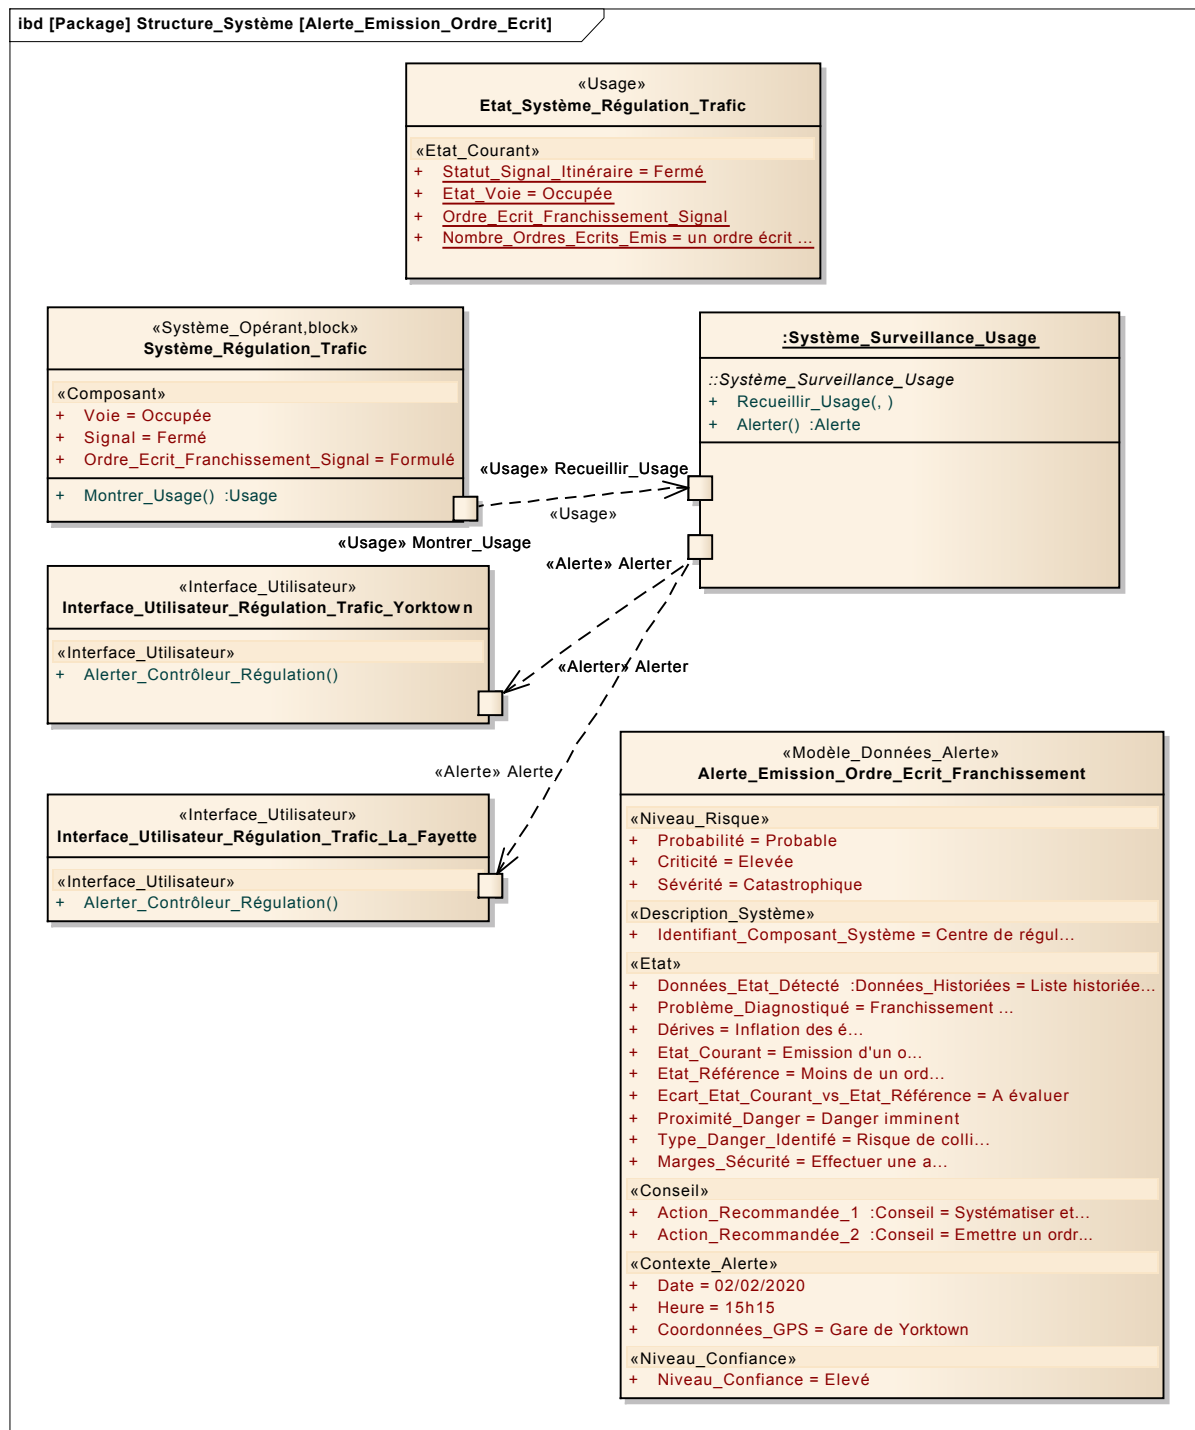 ibd [Package] Structure_Système [Alerte_Emission_Ordre_Ecrit]
«Usage»
Etat_Système_Régulation_Trafic
«Etat_Courant»
+ Statut_Signal_Itinéraire = Fermé
+ Etat_Voie = Occupée
+ Ordre_Ecrit_Franchissement_Signal
+ Nombre_Ordres_Ecrits_Emis = un ordre écrit ...
«Système_Opérant,block»
Système_Régulation_Trafic
«Composant»
+ Voie = Occupée
+ Signal = Fermé
+ Ordre_Ecrit_Franchissement_Signal = Formulé
+ Montrer_Usage() :Usage
:Système_Surveillance_Usage
::Système_Surveillance_Usage
+ Recueillir_Usage(, )
+ Alerter() :Alerte
«Usage» Recueillir_Usage
«Usage»
«Usage» Montrer_Usage
«Alerte» Alerter
«Interface_Utilisateur»
Interface_Utilisateur_Régulation_Trafic_Yorktown
«Interface_Utilisateur»
+ Alerter_Contrôleur_Régulation()
«Alerter» Alerter
«Alerte» Alerte
«Interface_Utilisateur»
Interface_Utilisateur_Régulation_Trafic_La_Fayette
«Interface_Utilisateur»
+ Alerter_Contrôleur_Régulation()
«Modèle_Données_Alerte»
Alerte_Emission_Ordre_Ecrit_Franchissement
«Niveau_Risque»
+ Probabilité = Probable
+ Criticité = Elevée
+ Sévérité = Catastrophique
«Description_Système»
+ Identifiant_Composant_Système = Centre de régul...
«Etat»
+ Données_Etat_Détecté :Données_Historiées = Liste historiée...
+ Problème_Diagnostiqué = Franchissement ...
+ Dérives = Inflation des é...
+ Etat_Courant = Emission d'un o...
+ Etat_Référence = Moins de un ord...
+ Ecart_Etat_Courant_vs_Etat_Référence = A évaluer
+ Proximité_Danger = Danger imminent
+ Type_Danger_Identifé = Risque de colli...
+ Marges_Sécurité = Effectuer une a...
«Conseil»
+ Action_Recommandée_1 :Conseil = Systématiser et...
+ Action_Recommandée_2 :Conseil = Emettre un ordr...
«Contexte_Alerte»
+ Date = 02/02/2020
+ Heure = 15h15
+ Coordonnées_GPS = Gare de Yorktown
«Niveau_Confiance»
+ Niveau_Confiance = Elevé